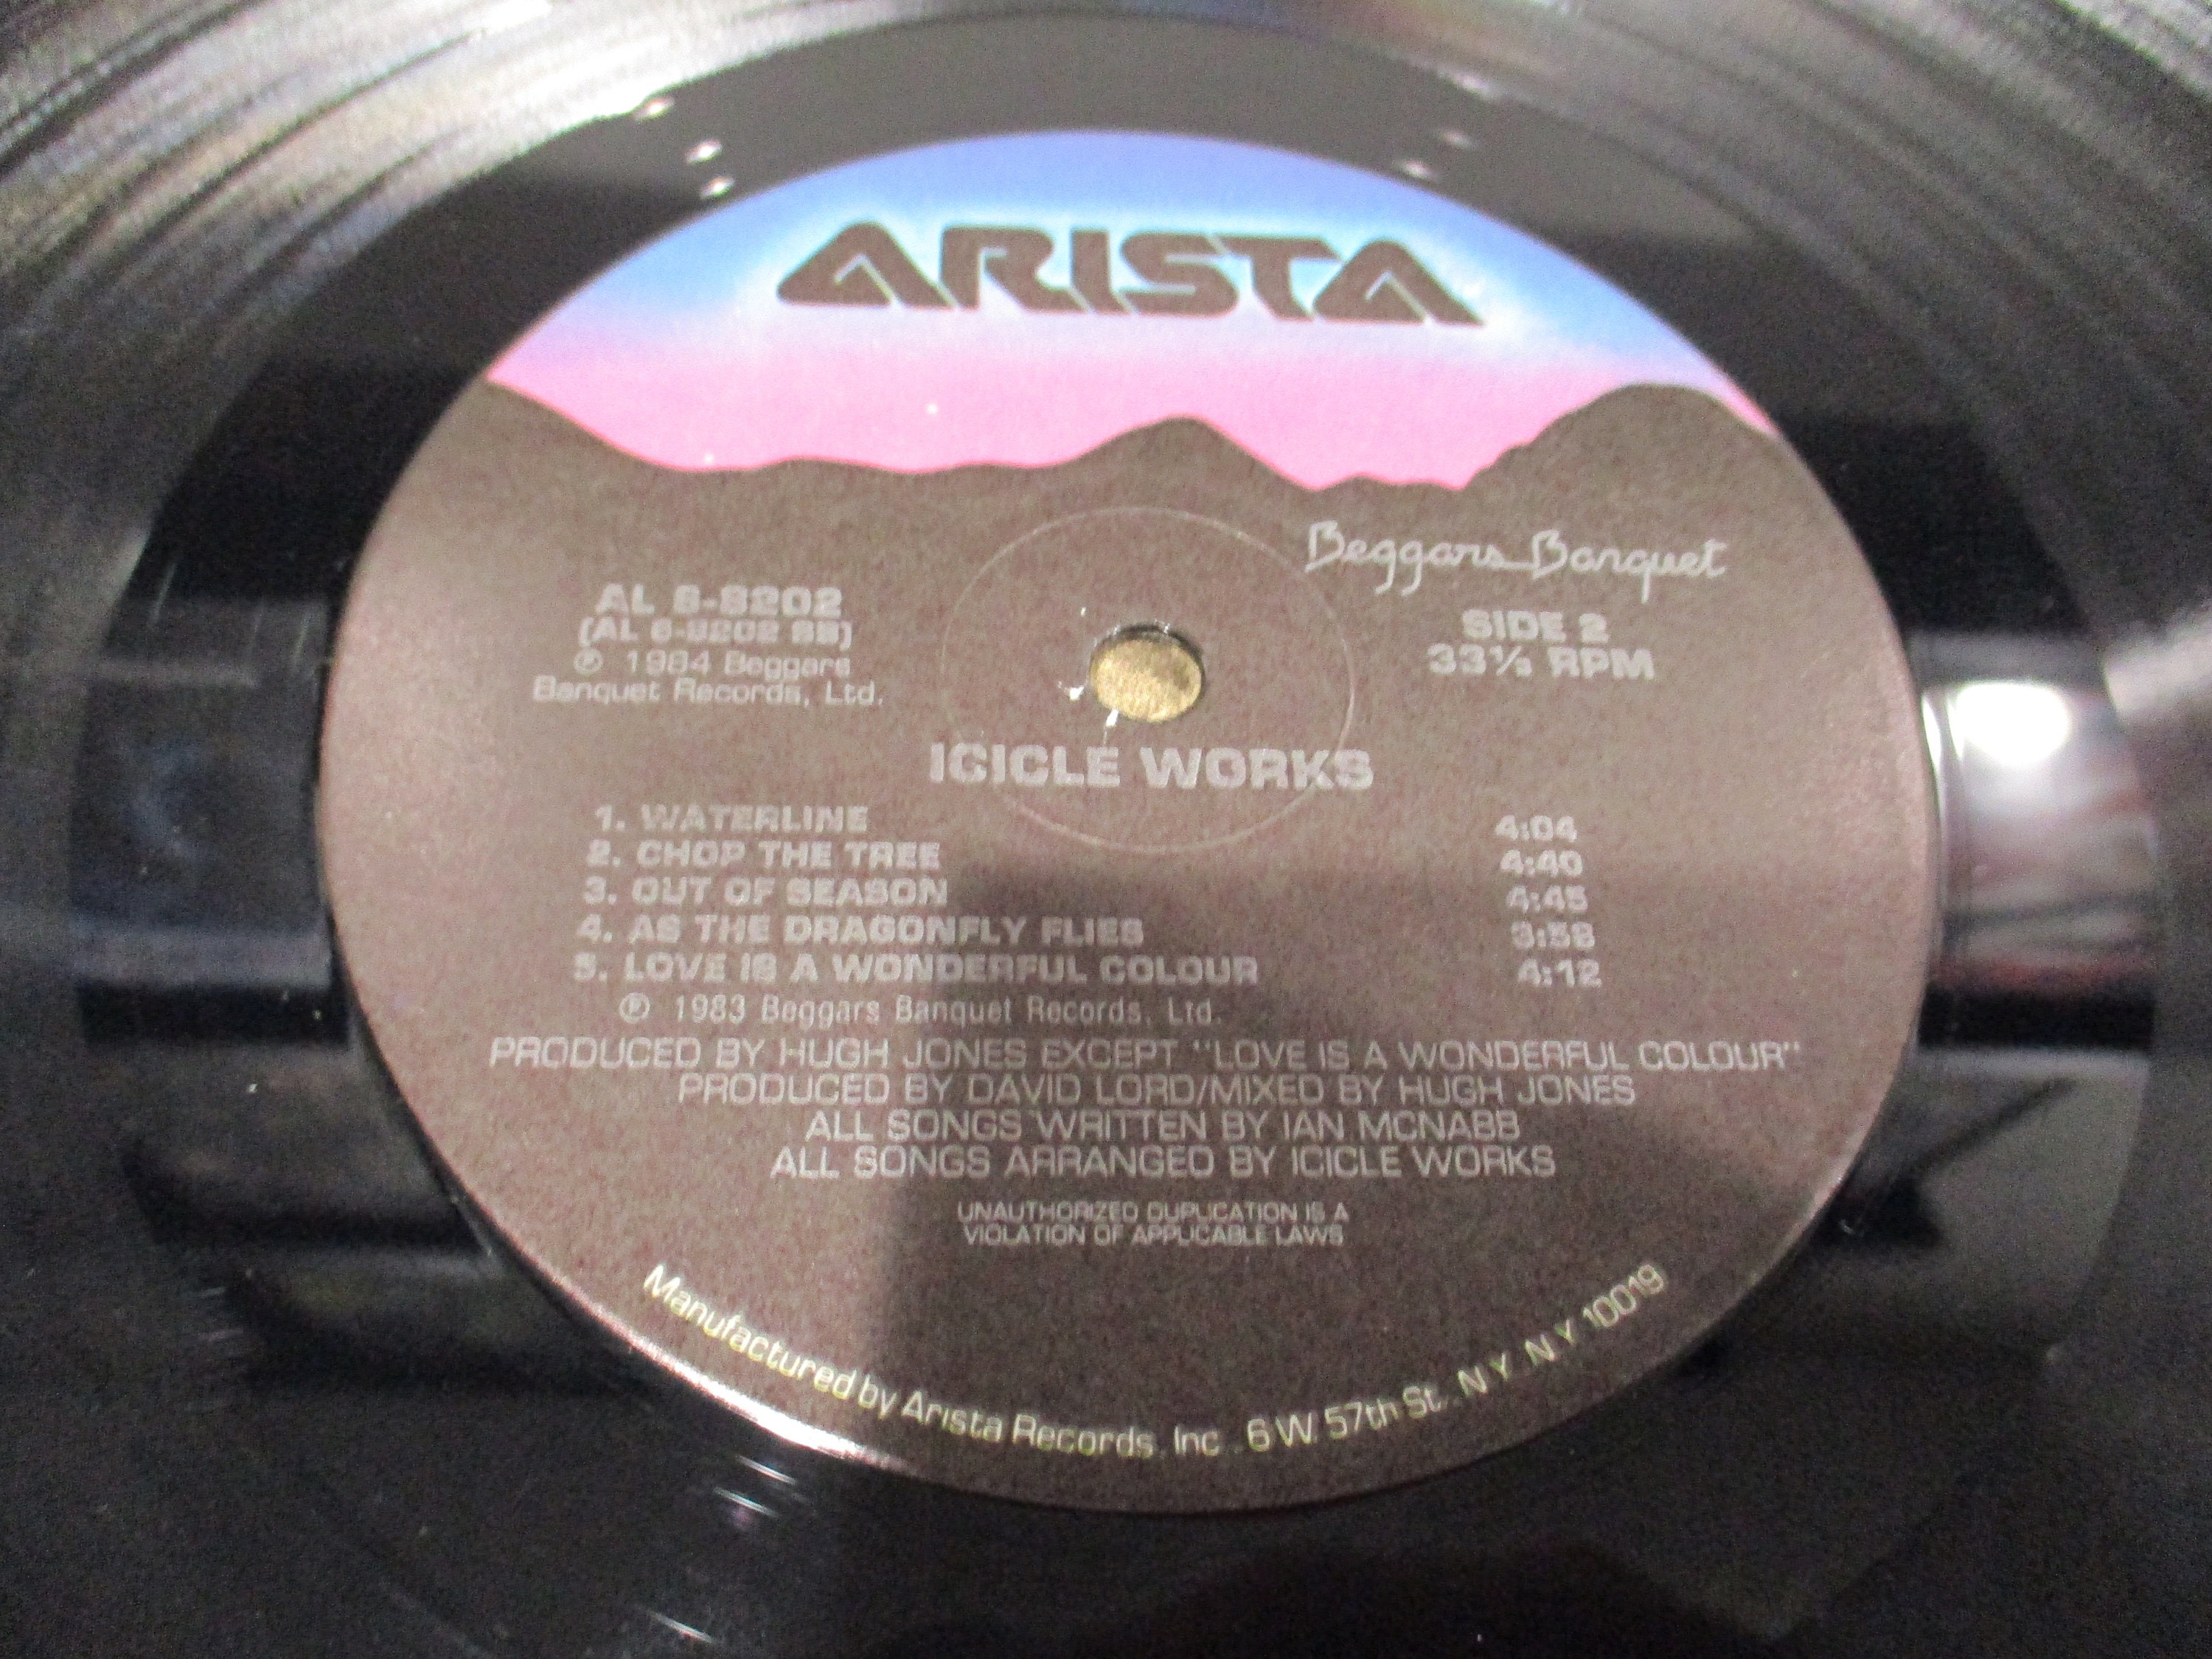 ARISTA
Beggars Banquet
AL 6-8202
(AL 6-8202 SB)
℗ 1984 Beggars
Banquet Records, Ltd.
SIDE 2
33⅓ RPM
ICICLE WORKS
1. WATERLINE 4:04
2. CHOP THE TREE 4:40
3. OUT OF SEASON 4:45
4. AS THE DRAGONFLY FLIES 3:58
5. LOVE IS A WONDERFUL COLOUR 4:12
℗ 1983 Beggars Banquet Records, Ltd.
PRODUCED BY HUGH JONES EXCEPT "LOVE IS A WONDERFUL COLOUR"
PRODUCED BY DAVID LORD/MIXED BY HUGH JONES
ALL SONGS WRITTEN BY IAN MCNABB
ALL SONGS ARRANGED BY ICICLE WORKS
UNAUTHORIZED DUPLICATION IS A
VIOLATION OF APPLICABLE LAWS
Manufactured by Arista Records, Inc., 6 W. 57th St., N.Y. N.Y. 10019